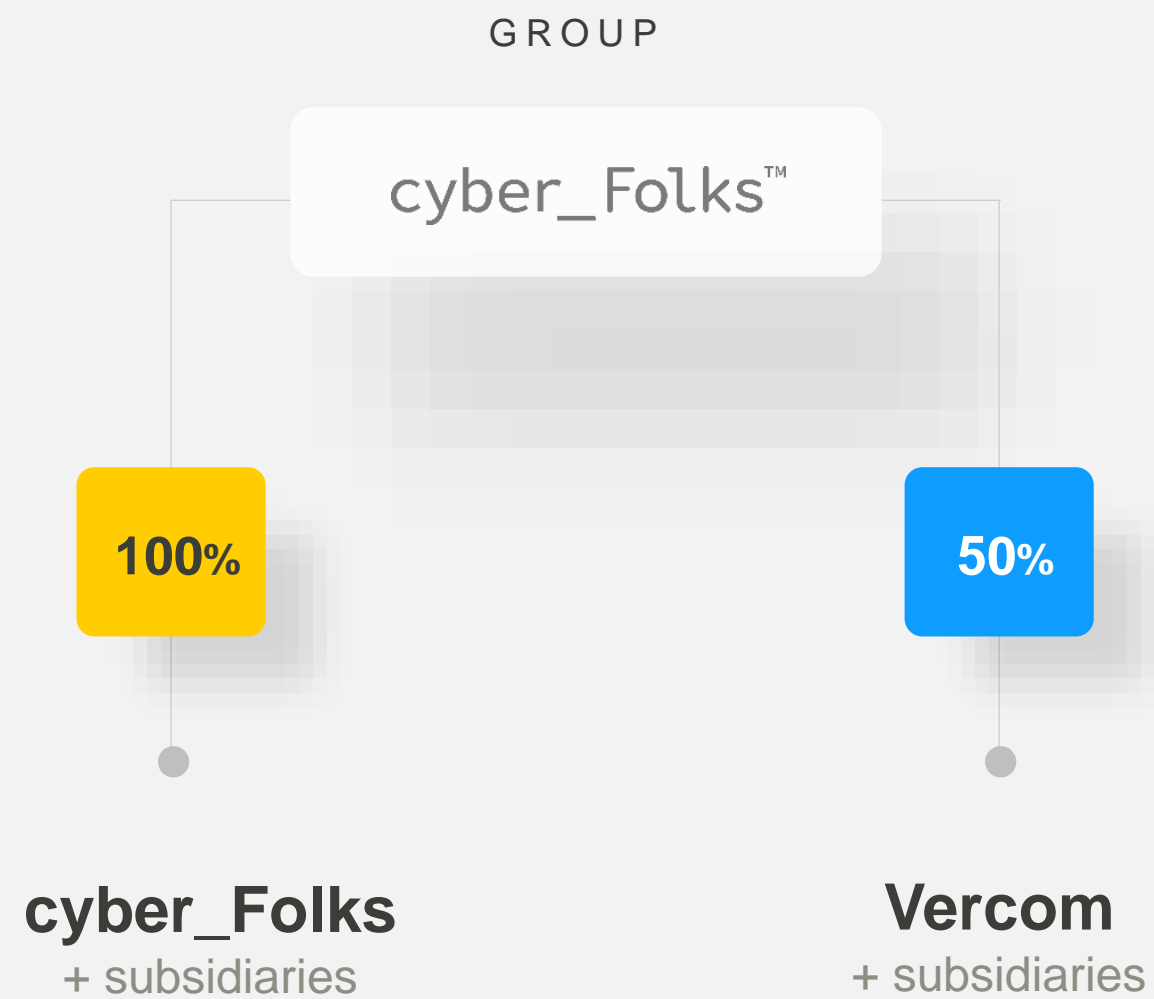 GROUP
cyber_Folks™
100%
50%
cyber_Folks
+ subsidiaries
Vercom
+ subsidiaries